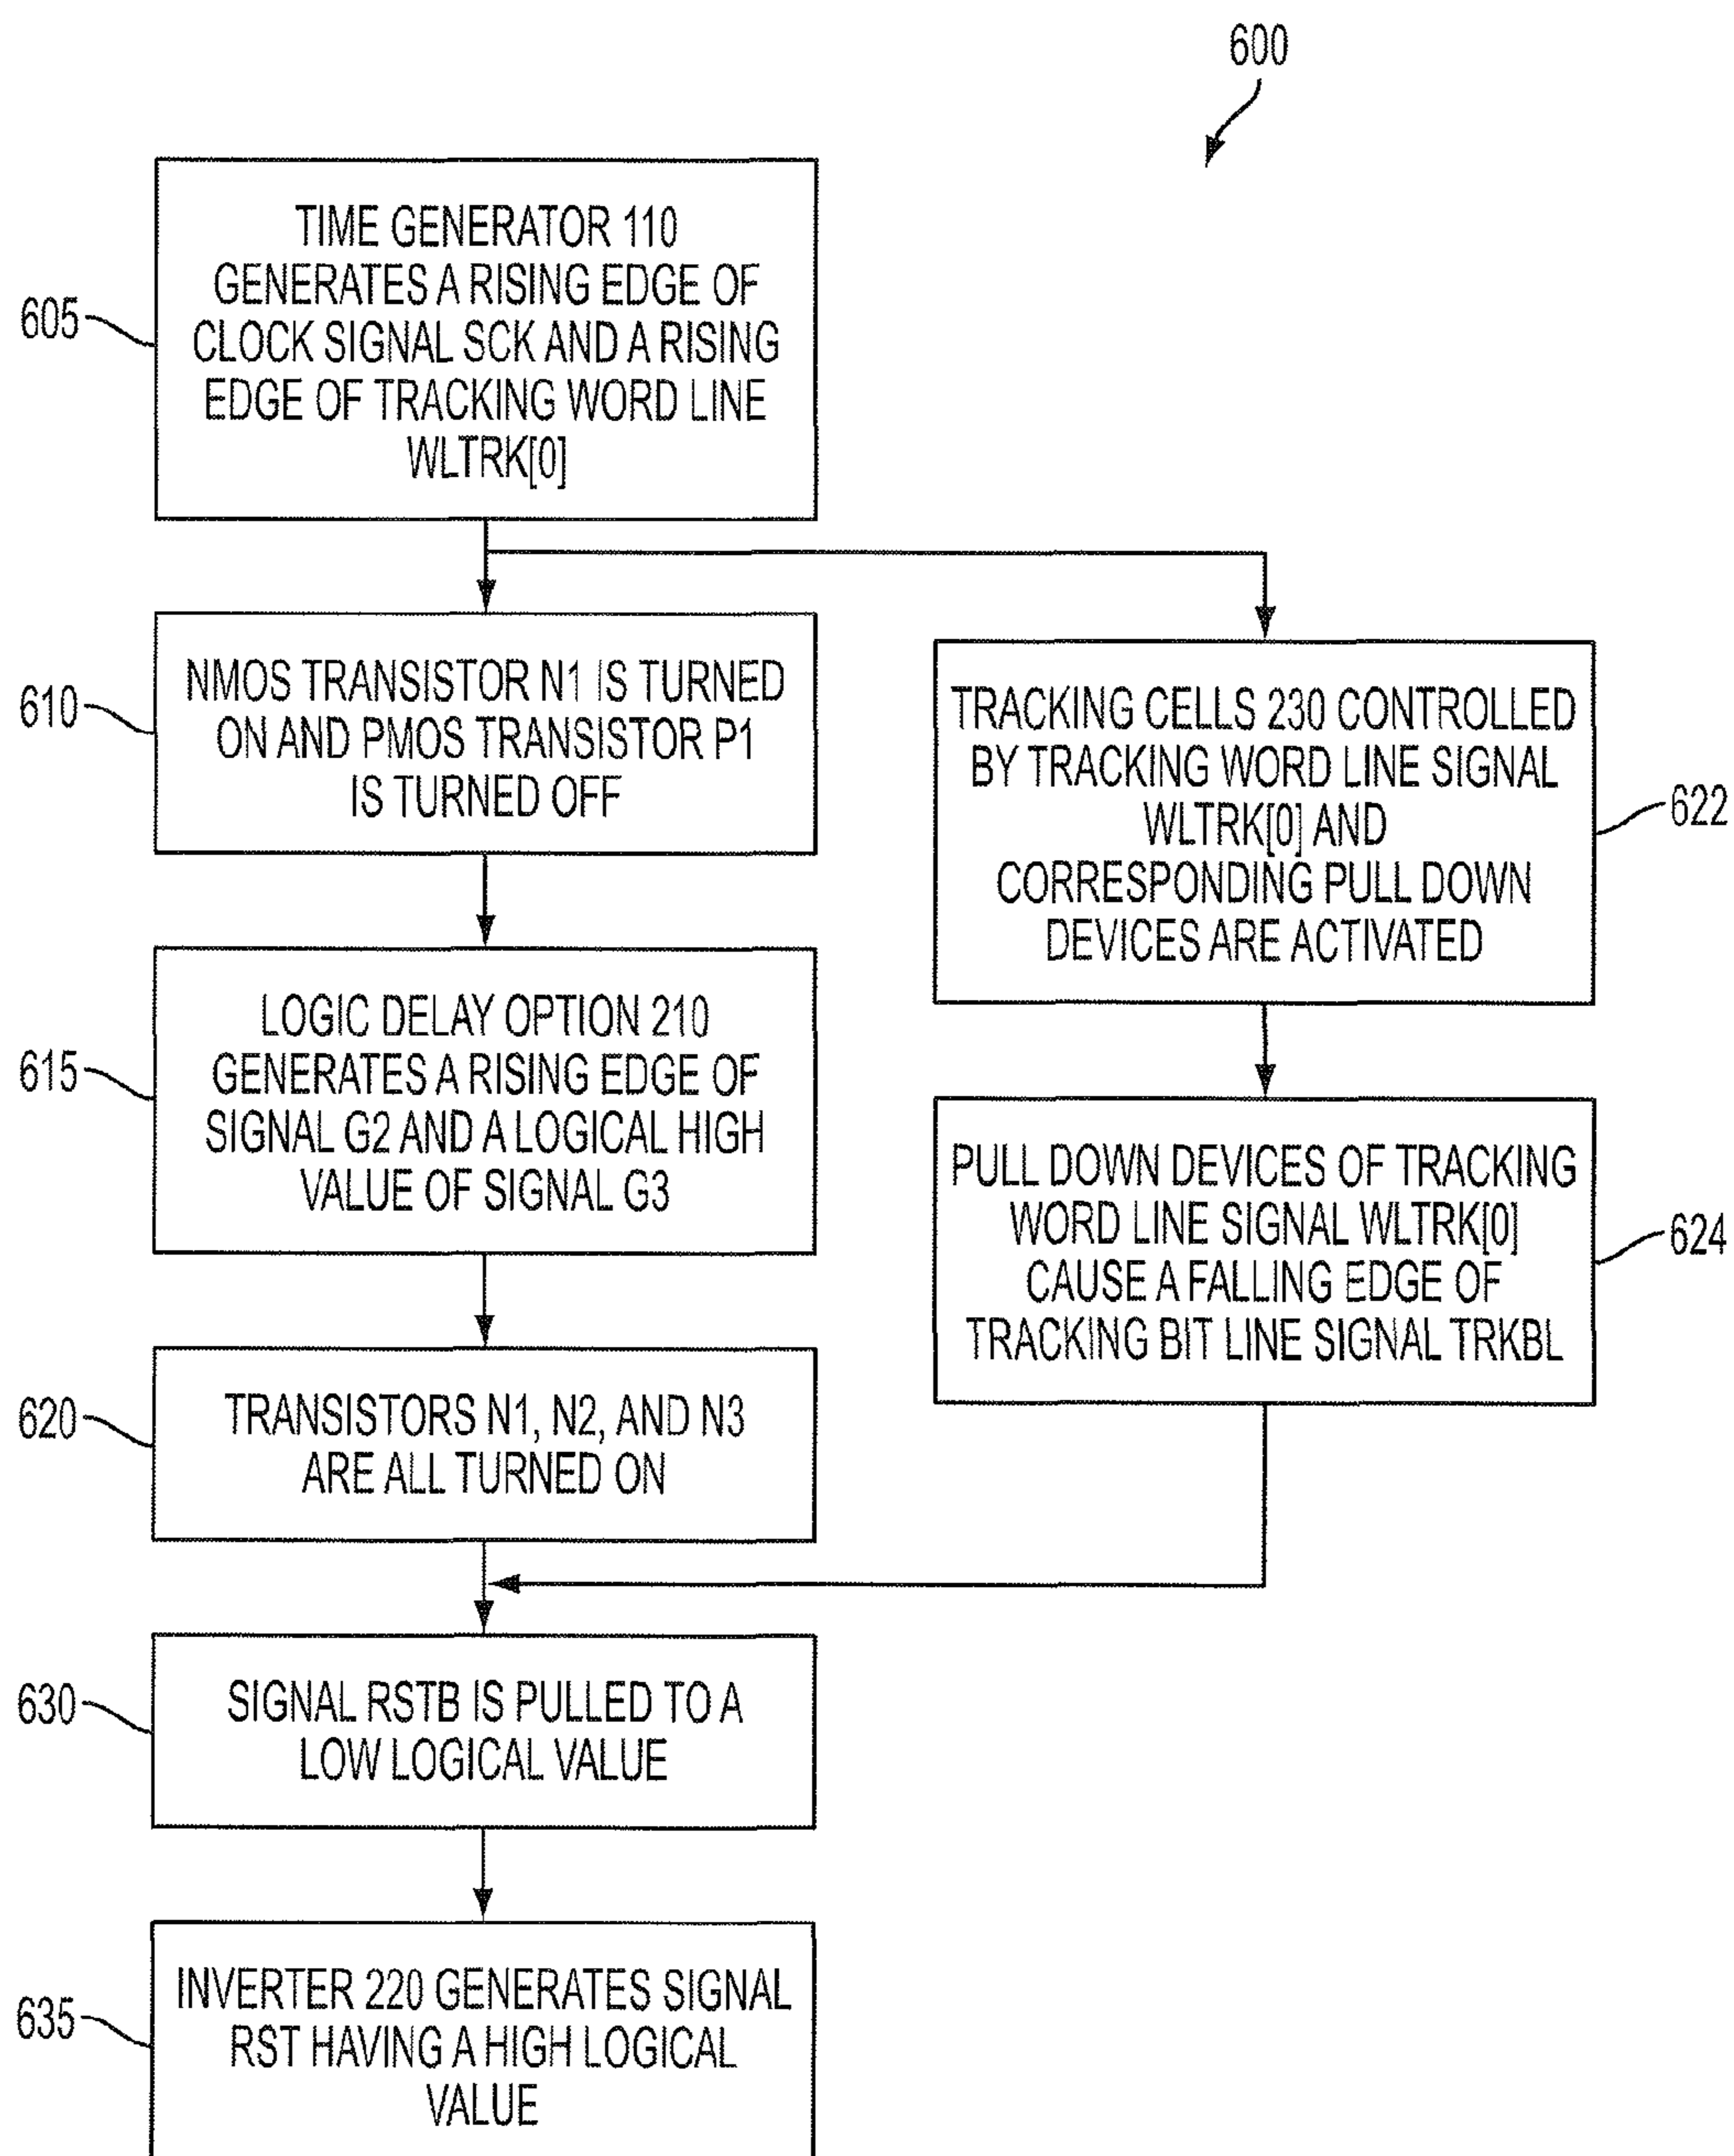 600
605
TIME GENERATOR 110
GENERATES A RISING EDGE OF
CLOCK SIGNAL SCK AND A RISING
EDGE OF TRACKING WORD LINE
WLTRK[0]
610
NMOS TRANSISTOR N1 IS TURNED
ON AND PMOS TRANSISTOR P1
IS TURNED OFF
615
LOGIC DELAY OPTION 210
GENERATES A RISING EDGE OF
SIGNAL G2 AND A LOGICAL HIGH
VALUE OF SIGNAL G3
620
TRANSISTORS N1, N2, AND N3
ARE ALL TURNED ON
622
TRACKING CELLS 230 CONTROLLED
BY TRACKING WORD LINE SIGNAL
WLTRK[0] AND
CORRESPONDING PULL DOWN
DEVICES ARE ACTIVATED
624
PULL DOWN DEVICES OF TRACKING
WORD LINE SIGNAL WLTRK[0]
CAUSE A FALLING EDGE OF
TRACKING BIT LINE SIGNAL TRKBL
630
SIGNAL RSTB IS PULLED TO A
LOW LOGICAL VALUE
635
INVERTER 220 GENERATES SIGNAL
RST HAVING A HIGH LOGICAL
VALUE